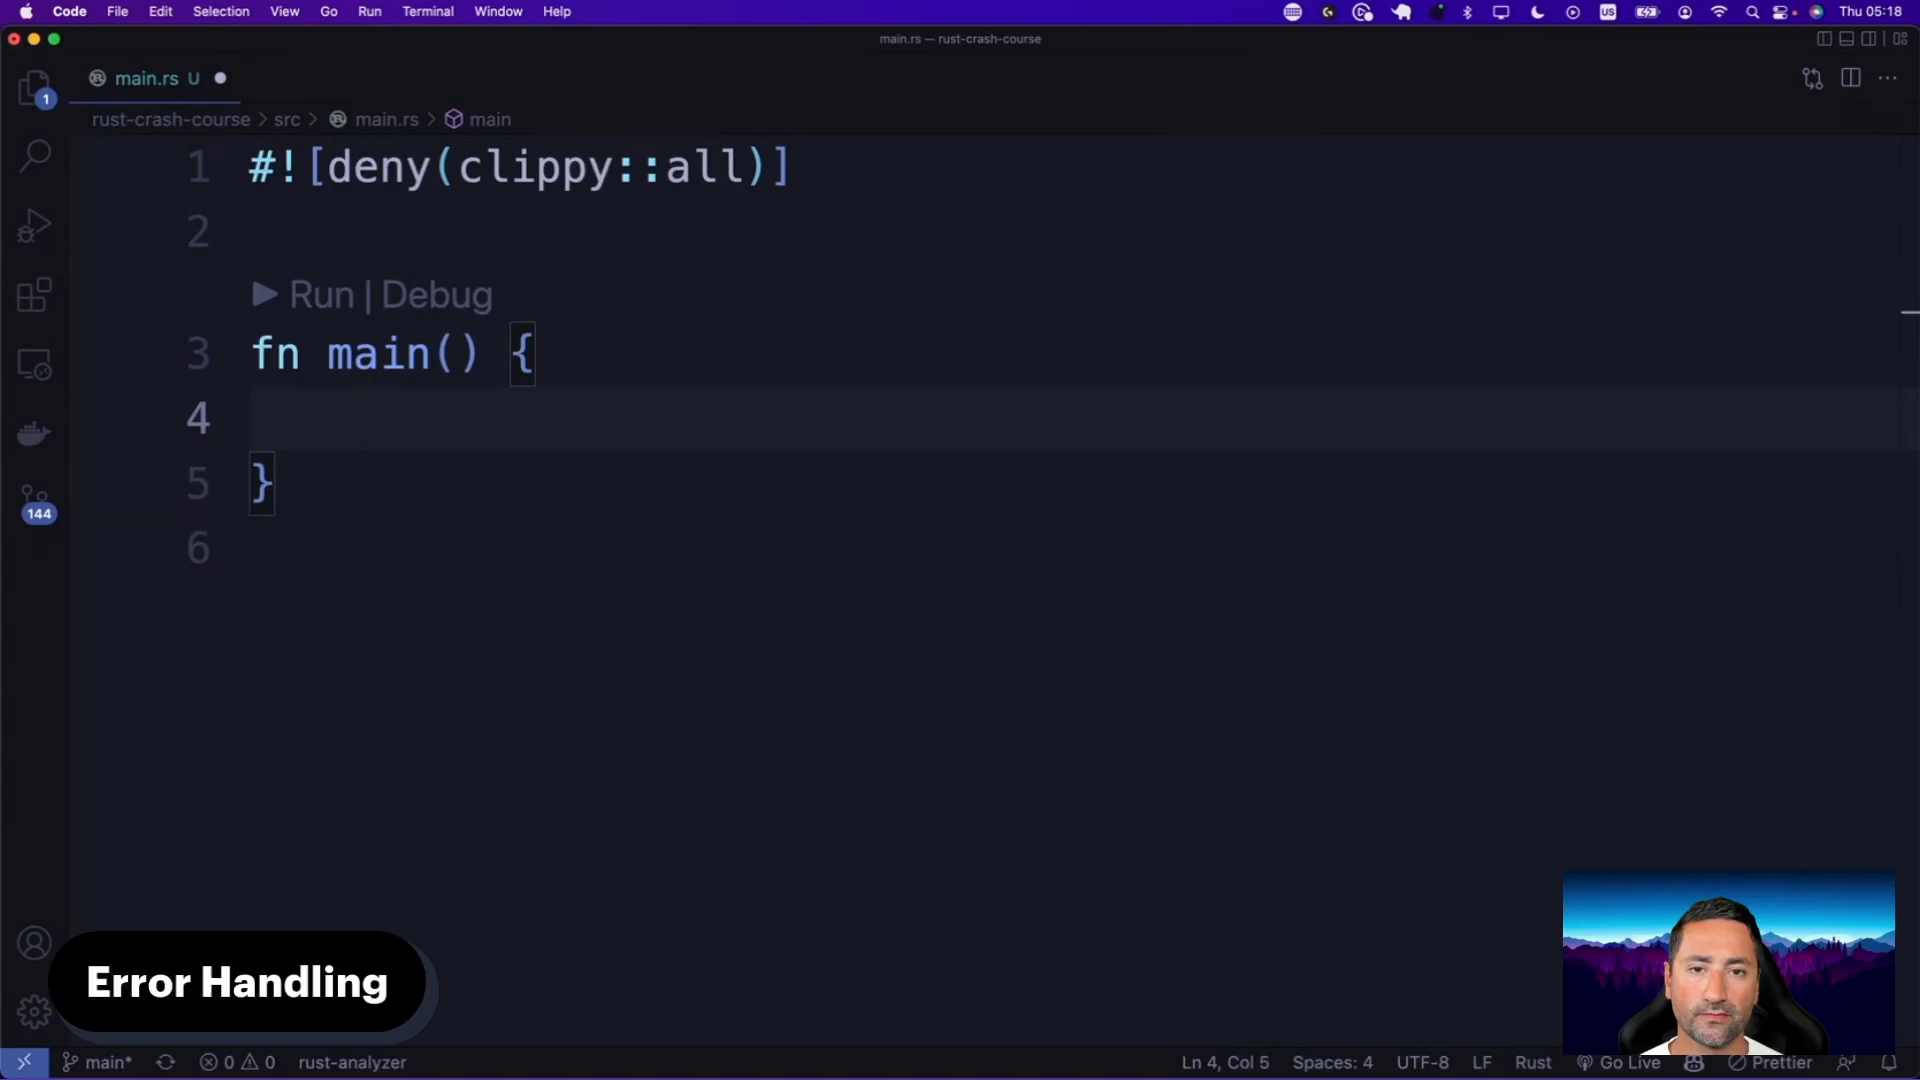 Code File Edit Selection View Go Run Terminal Window Help US Thu 05:18
main.rs — rust-crash-course
main.rs U
1
rust-crash-course > src > main.rs > main
1 #![deny(clippy::all)]
2
Run | Debug
3 fn main() {
4
5 }
144
6
Error Handling
main* 0 0 rust-analyzer Ln 4, Col 5 Spaces: 4 UTF-8 LF Rust Go Live Prettier